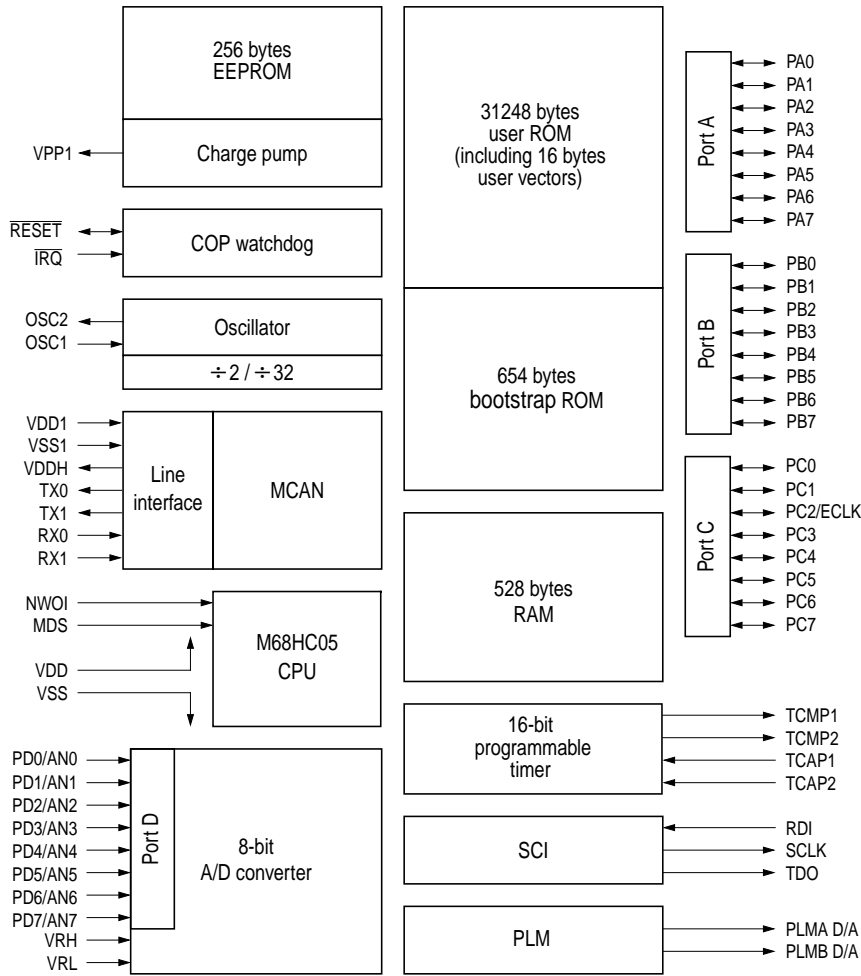 256 bytes
EEPROM
VPP1
Charge pump
RESET
IRQ
COP watchdog
OSC2
OSC1
Oscillator
÷2 / ÷32
VDD1
VSS1
VDDH
TX0
TX1
RX0
RX1
Line
interface
MCAN
NWOI
MDS
VDD
VSS
M68HC05
CPU
PD0/AN0
PD1/AN1
PD2/AN2
PD3/AN3
PD4/AN4
PD5/AN5
PD6/AN6
PD7/AN7
VRH
VRL
Port D
8-bit
A/D converter
31248 bytes
user ROM
(including 16 bytes
user vectors)
654 bytes
bootstrap ROM
528 bytes
RAM
16-bit
programmable
timer
SCI
PLM
Port A
PA0
PA1
PA2
PA3
PA4
PA5
PA6
PA7
Port B
PB0
PB1
PB2
PB3
PB4
PB5
PB6
PB7
Port C
PC0
PC1
PC2/ECLK
PC3
PC4
PC5
PC6
PC7
TCMP1
TCMP2
TCAP1
TCAP2
RDI
SCLK
TDO
PLMA D/A
PLMB D/A